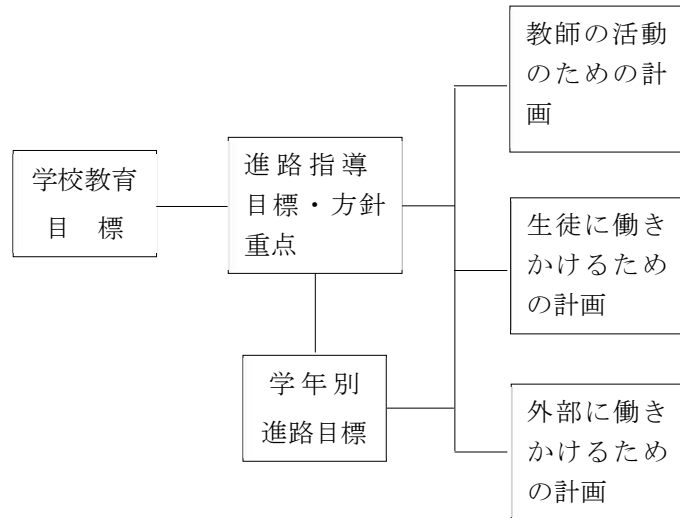 学校教育
目 標
進路指導
目標・方針
重点
学年別
進路目標
教師の活動
のための計
画
生徒に働き
かけるため
の計画
外部に働き
かけるため
の計画